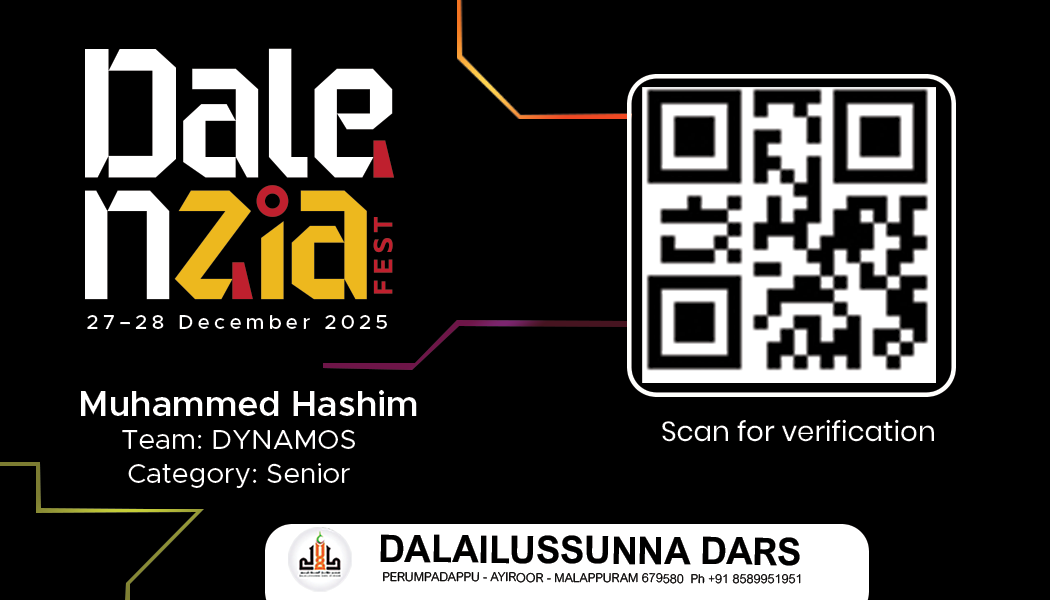 Dale
nzia
FEST
27–28 December 2025
Muhammed Hashim
Team: DYNAMOS
Category: Senior
Scan for verification
DALAILUSSUNNA DARS
PERUMPADAPPU - AYIROOR - MALAPPURAM 679580 Ph +91 8589951951